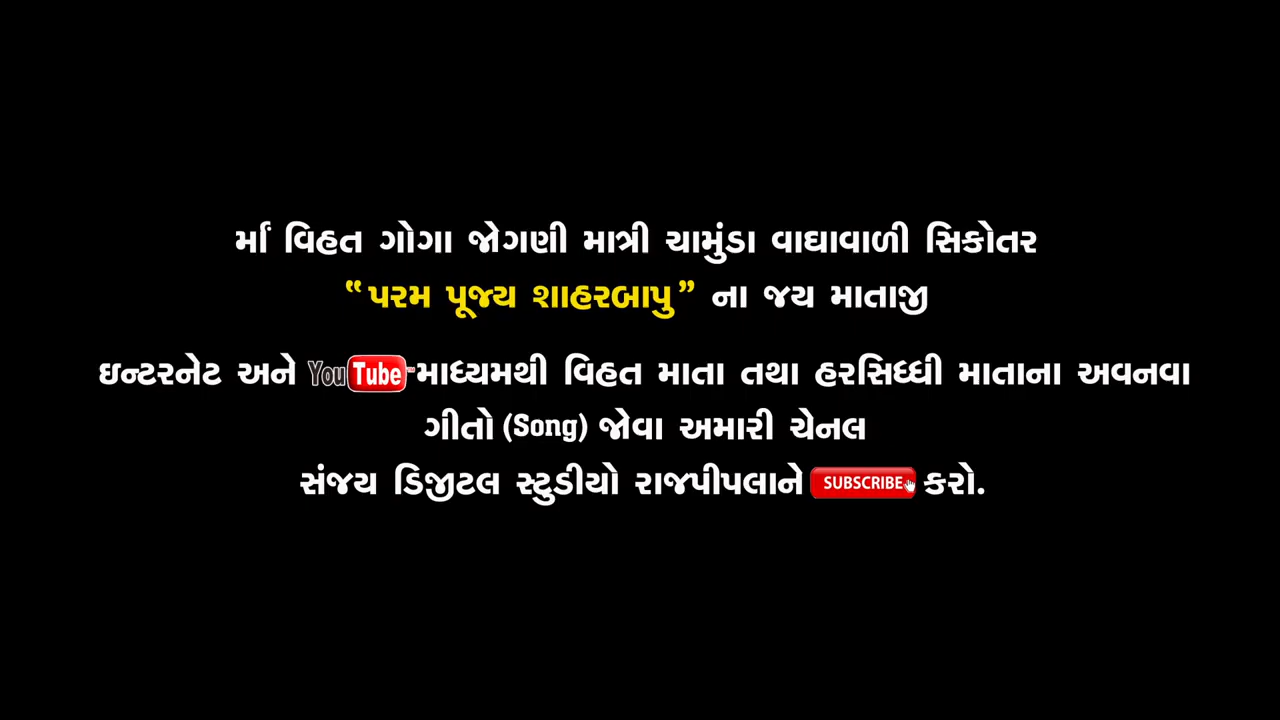 ર્માં વિહત ગોગા જોગણી માત્રી ચામુંડા વાઘાવાળી સિકોતર
“પરમ પૂજ્ય શાહરબાપુ” ના જય માતાજી
ઇન્ટરનેટ અને YouTube માધ્યમથી વિહત માતા તથા હરસિધ્ધી માતાના અવનવા
ગીતો (Song) જોવા અમારી ચેનલ
સંજય ડિજીટલ સ્ટુડીયો રાજપીપલાને SUBSCRIBE કરો.